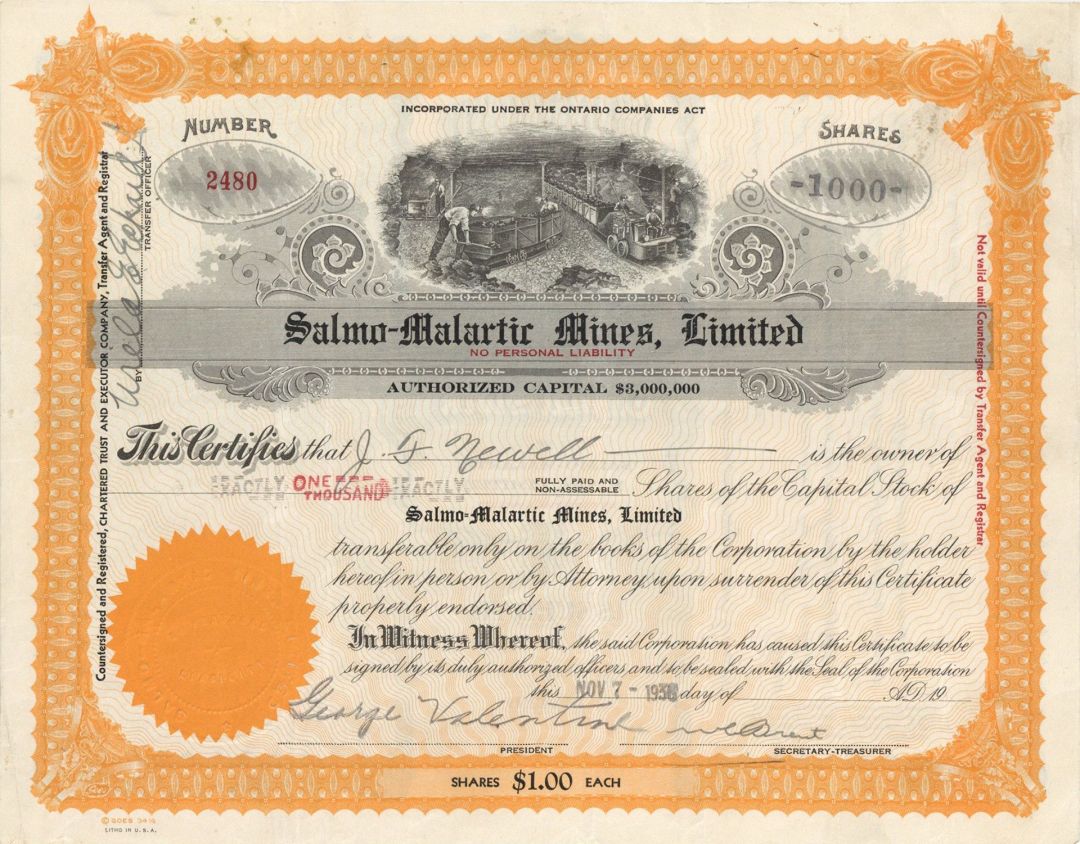 INCORPORATED UNDER THE ONTARIO COMPANIES ACT
NUMBER
SHARES
2480
-1000-
Salmo-Malartic Mines, Limited
NO PERSONAL LIABILITY
AUTHORIZED CAPITAL $3,000,000
This Certifies that J. F. Newell is the owner of
EXACTLY ONE THOUSAND EXACTLY FULLY PAID AND NON-ASSESSABLE Shares of the Capital Stock of
Salmo-Malartic Mines, Limited
transferable only on the books of the Corporation by the holder
hereof in person or by Attorney upon surrender of this Certificate
properly endorsed.
In Witness Whereof, the said Corporation has caused this Certificate to be
signed by its duly authorized officers and to be sealed with the Seal of the Corporation
this NOV 7 - 1938 day of A.D. 19
George Valentine
PRESIDENT
SECRETARY-TREASURER
SHARES $1.00 EACH
Countersigned and Registered, CHARTERED TRUST AND EXECUTOR COMPANY, Transfer Agent and Registrar
BY
TRANSFER OFFICER
Not valid until Countersigned by Transfer Agent and Registrar
© GOES 34½
LITHO IN U.S.A.